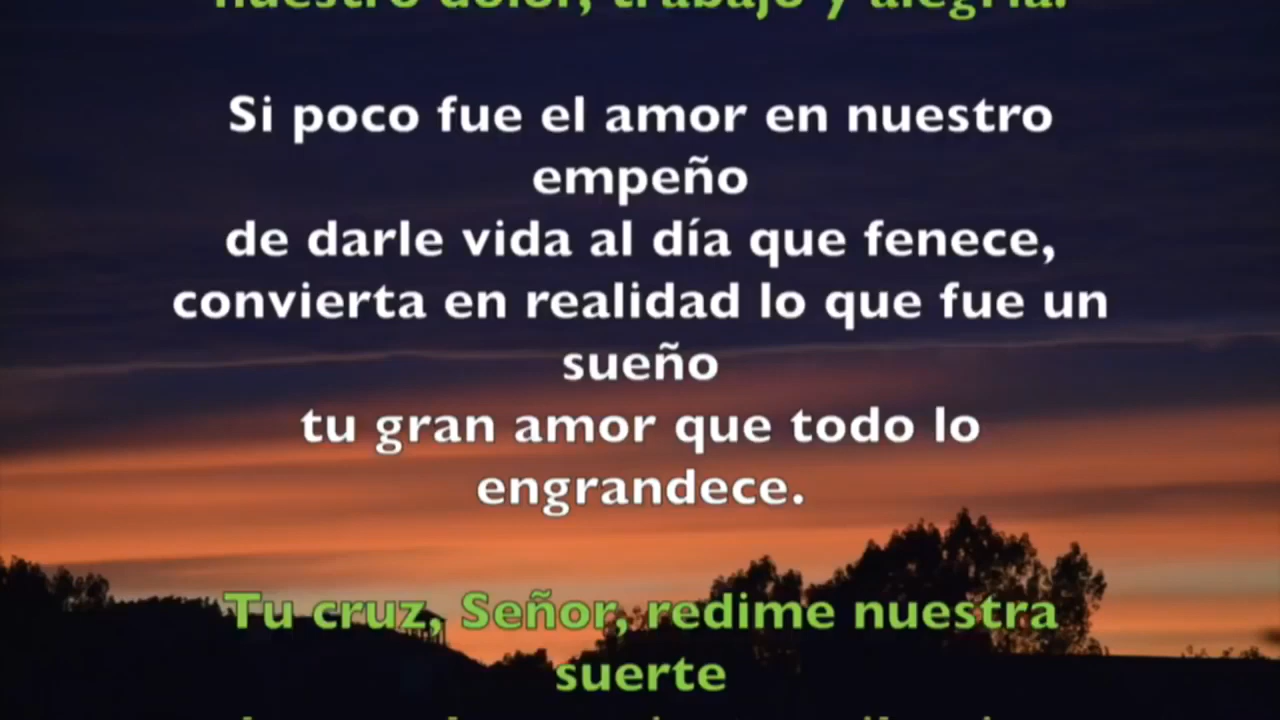 nuestro dolor, trabajo y alegría.
Si poco fue el amor en nuestro
empeño
de darle vida al día que fenece,
convierta en realidad lo que fue un
sueño
tu gran amor que todo lo
engrandece.
Tu cruz, Señor, redime nuestra
suerte